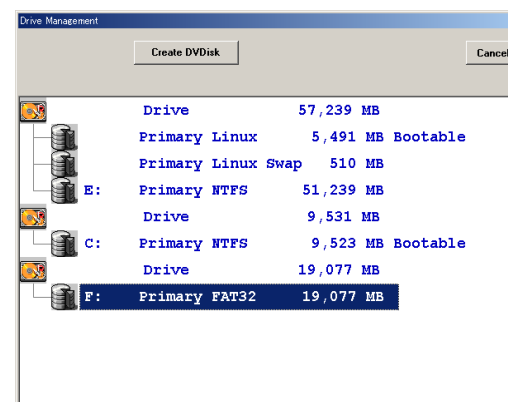 Drive Management
Create DVDisk
Cancel
Drive 57,239 MB
Primary Linux 5,491 MB Bootable
Primary Linux Swap 510 MB
E: Primary NTFS 51,239 MB
Drive 9,531 MB
C: Primary NTFS 9,523 MB Bootable
Drive 19,077 MB
F: Primary FAT32 19,077 MB